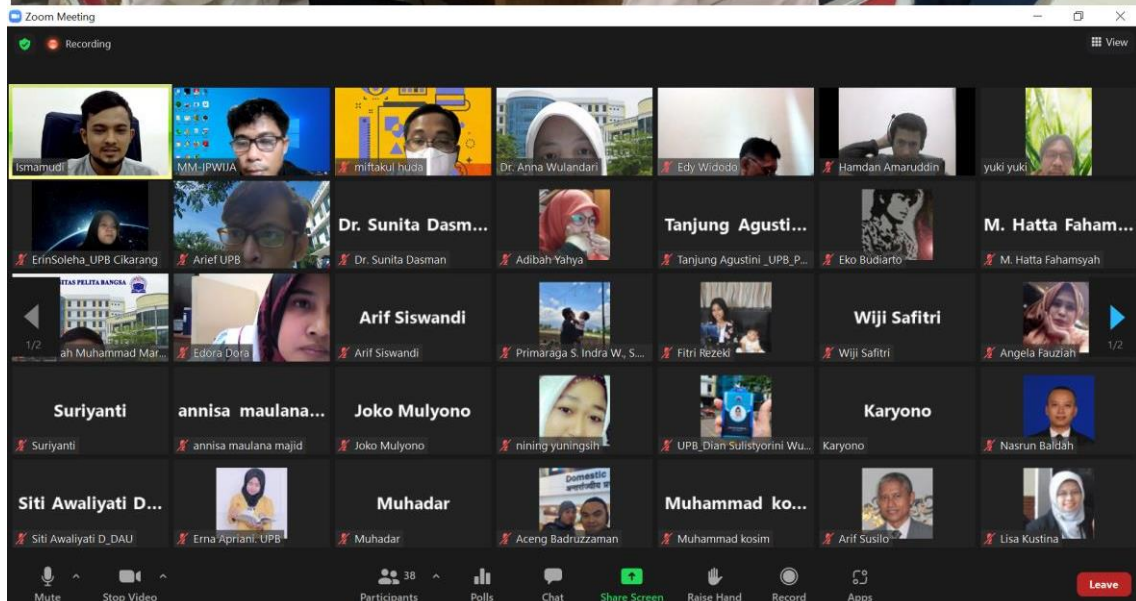 Zoom Meeting
Recording
View
Ismamudi
MM-IPWIJA
miftakul huda
Dr. Anna Wulandari
Edy Widodo
Hamdan Amaruddin
yuki yuki
ErinSoleha_UPB Cikarang
Arief UPB
Dr. Sunita Dasm...
Dr. Sunita Dasman
Adibah Yahya
Tanjung Agusti...
Tanjung Agustini _UPB_P...
Eko Budiarto
M. Hatta Faham...
M. Hatta Fahamsyah
ITAS PELITA BANGSA
1/2
ah Muhammad Mar...
Edora Dora
Arif Siswandi
Arif Siswandi
Primaraga S. Indra W., S....
Fitri Rezeki
Wiji Safitri
Wiji Safitri
Angela Fauziah
1/2
Suriyanti
Suriyanti
annisa maulana...
annisa maulana majid
Joko Mulyono
Joko Mulyono
nining yuningsih
UPB_Dian Sulistyorini Wu...
Karyono
Karyono
Nasrun Baldah
Siti Awaliyati D...
Siti Awaliyati D_DAU
Erna Apriani. UPB
Muhadar
Muhadar
Domestic
Aceng Badruzzaman
Muhammad ko...
Muhammad kosim
Arif Susilo
Lisa Kustina
Mute
Stop Video
38
Participants
Polls
Chat
Share Screen
Raise Hand
Record
Apps
Leave